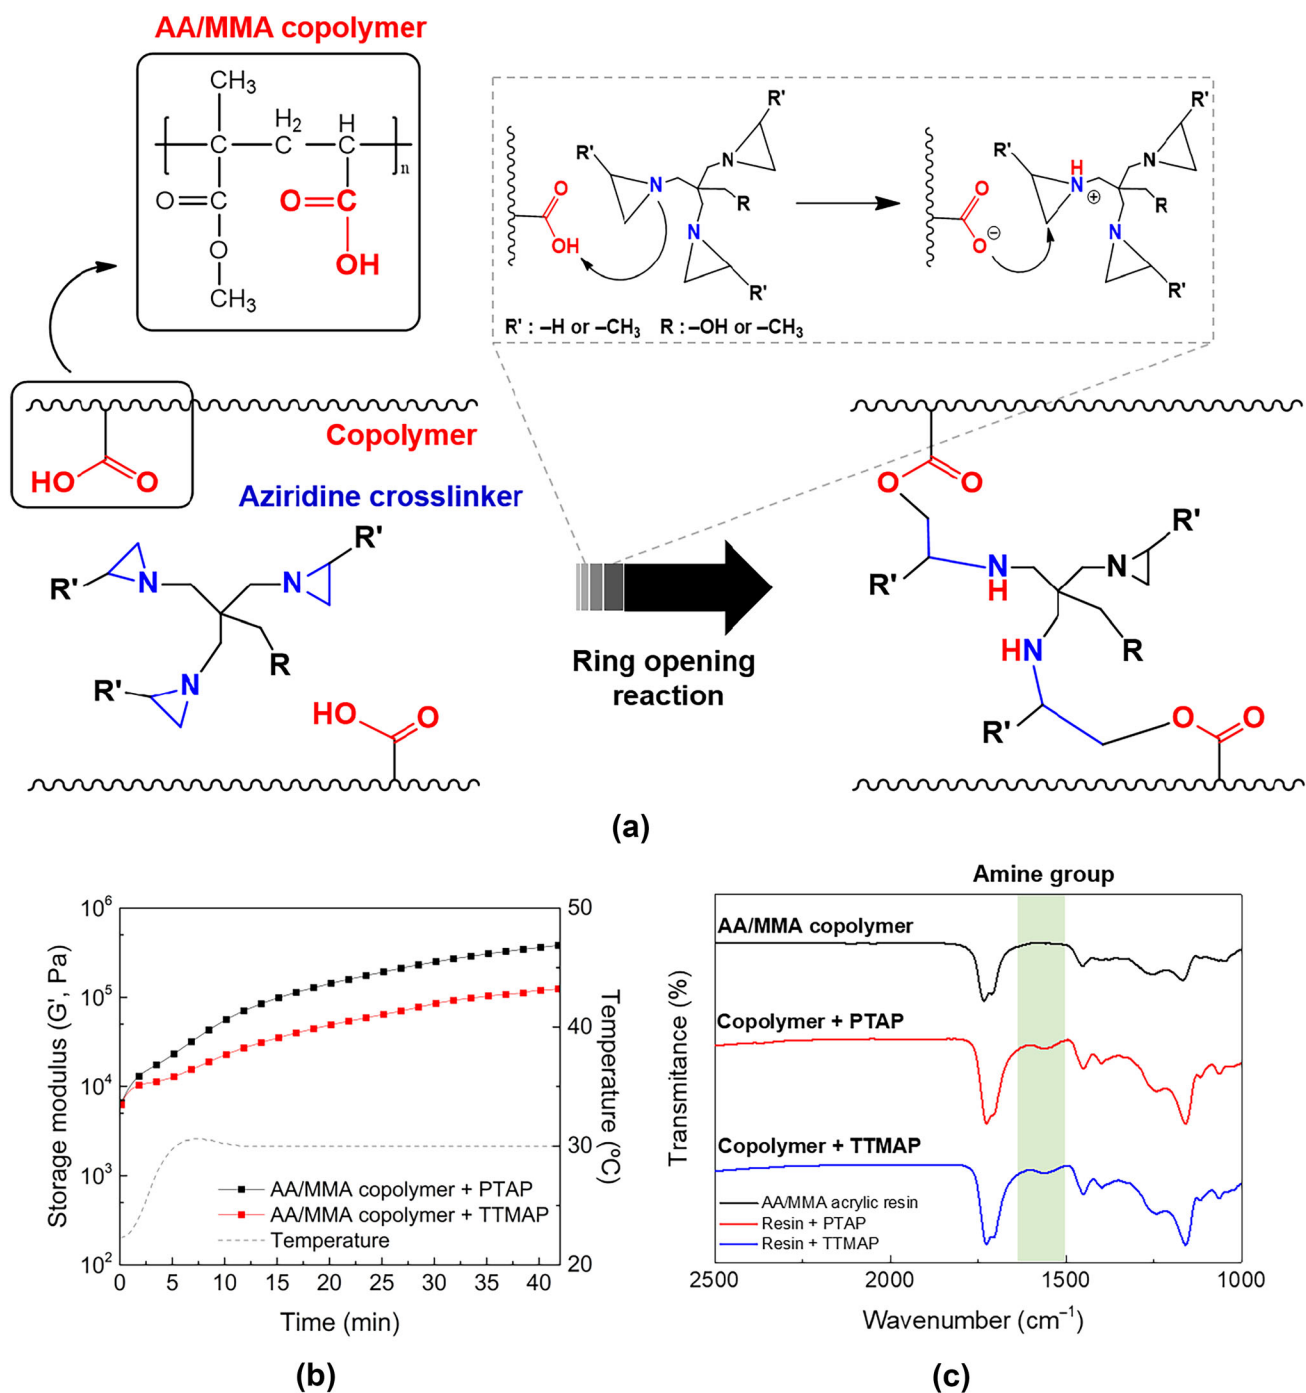 AA/MMA copolymer
CH3
H2
H
C
C
C
n
O
C
O
C
O
OH
CH3
R'
R'
N
N
O
OH
R
N
R'
R'
R'
H
N
N
⊕
O
O
⊖
R
N
R'
R' : –H or –CH3 R : –OH or –CH3
Copolymer
HO
O
Aziridine crosslinker
R'
R'
N
N
R
R'
N
HO
O
Ring opening
reaction
O
O
R'
R'
N
H
N
HN
R
R'
O
O
(a)
Storage modulus (G', Pa)
10^6
10^5
10^4
10^3
10^2
50
40
30
20
Temperature (ºC)
AA/MMA copolymer + PTAP
AA/MMA copolymer + TTMAP
Temperature
0 5 10 15 20 25 30 35 40
Time (min)
(b)
Amine group
Transmitance (%)
AA/MMA copolymer
Copolymer + PTAP
Copolymer + TTMAP
AA/MMA acrylic resin
Resin + PTAP
Resin + TTMAP
2500 2000 1500 1000
Wavenumber (cm⁻¹)
(c)